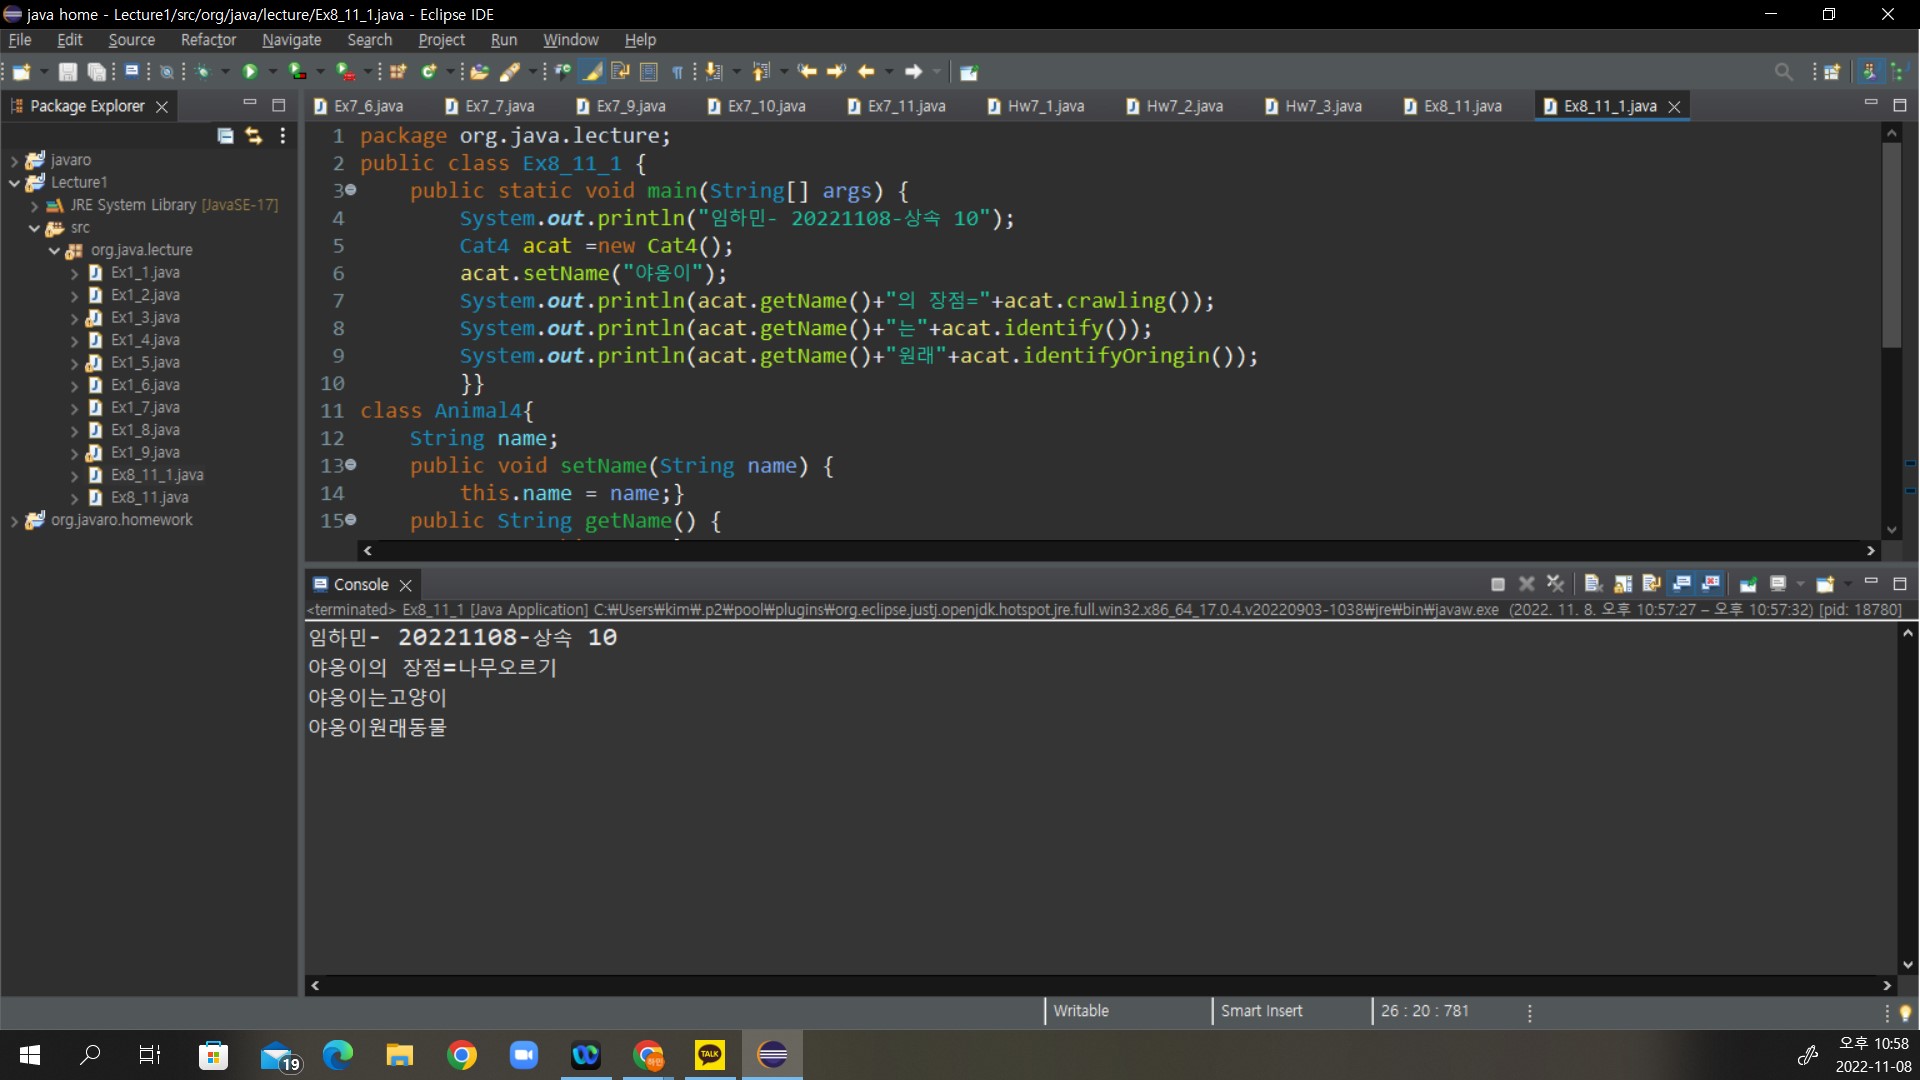 java home - Lecture1/src/org/java/lecture/Ex8_11_1.java - Eclipse IDE
File Edit Source Refactor Navigate Search Project Run Window Help
Package Explorer
Ex7_6.java Ex7_7.java Ex7_9.java Ex7_10.java Ex7_11.java Hw7_1.java Hw7_2.java Hw7_3.java Ex8_11.java Ex8_11_1.java
javaro
Lecture1
JRE System Library [JavaSE-17]
src
org.java.lecture
Ex1_1.java
Ex1_2.java
Ex1_3.java
Ex1_4.java
Ex1_5.java
Ex1_6.java
Ex1_7.java
Ex1_8.java
Ex1_9.java
Ex8_11_1.java
Ex8_11.java
org.javaro.homework
1 package org.java.lecture;
2 public class Ex8_11_1 {
3 public static void main(String[] args) {
4 System.out.println("임하민- 20221108-상속 10");
5 Cat4 acat =new Cat4();
6 acat.setName("야옹이");
7 System.out.println(acat.getName()+"의 장점="+acat.crawling());
8 System.out.println(acat.getName()+"는"+acat.identify());
9 System.out.println(acat.getName()+"원래"+acat.identifyOringin());
10 }}
11 class Animal4{
12 String name;
13 public void setName(String name) {
14 this.name = name;}
15 public String getName() {
Console
<terminated> Ex8_11_1 [Java Application] C:₩Users₩kim₩.p2₩pool₩plugins₩org.eclipse.justj.openjdk.hotspot.jre.full.win32.x86_64_17.0.4.v20220903-1038₩jre₩bin₩javaw.exe (2022. 11. 8. 오후 10:57:27 – 오후 10:57:32) [pid: 18780]
임하민- 20221108-상속 10
야옹이의 장점=나무오르기
야옹이는고양이
야옹이원래동물
Writable Smart Insert 26 : 20 : 781
19
TALK
오후 10:58
2022-11-08